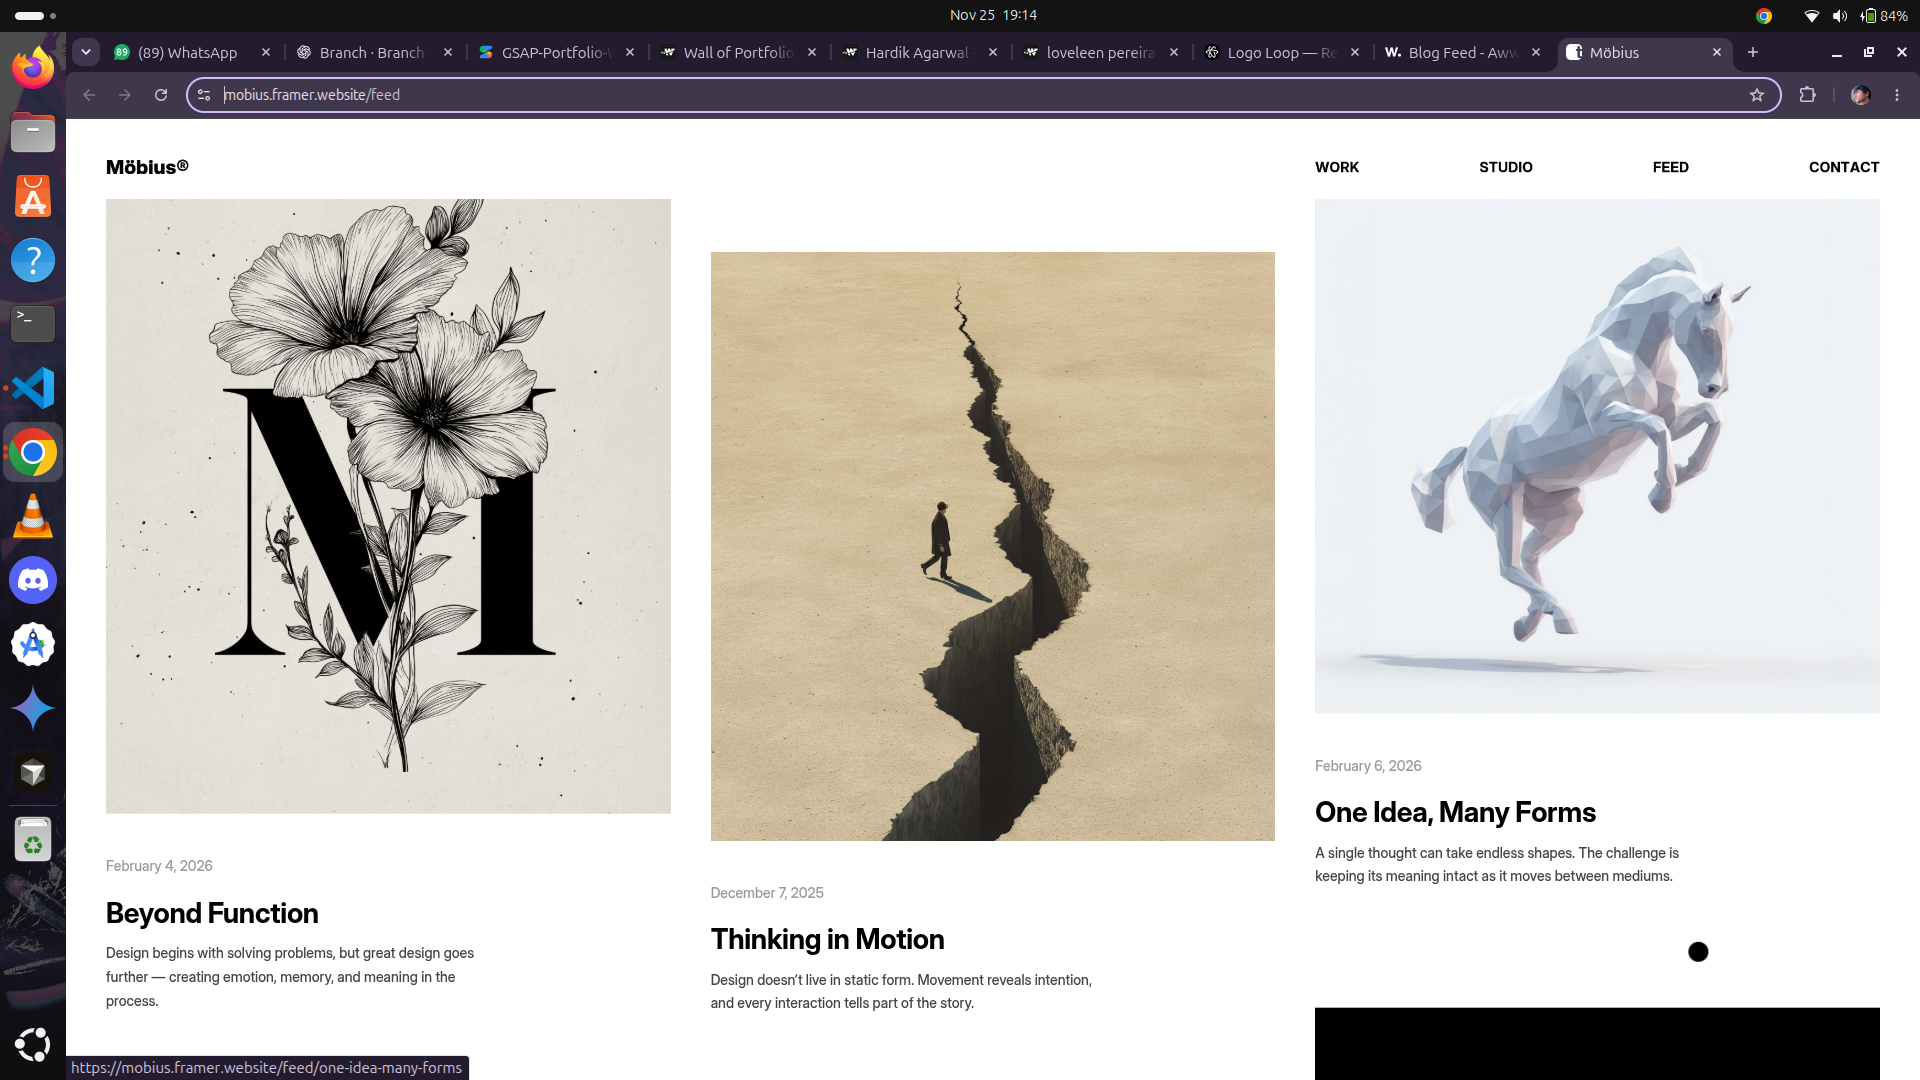 Nov 25 19:14
84%
89
(89) WhatsApp
Branch · Branch
GSAP-Portfolio-
Wall of Portfolio
Hardik Agarwal
loveleen pereira
Logo Loop — Re
W.
Blog Feed - Aww
Möbius
mobius.framer.website/feed
Möbius®
WORK
STUDIO
FEED
CONTACT
M
February 4, 2026
Beyond Function
Design begins with solving problems, but great design goes
further — creating emotion, memory, and meaning in the
process.
December 7, 2025
Thinking in Motion
Design doesn’t live in static form. Movement reveals intention,
and every interaction tells part of the story.
February 6, 2026
One Idea, Many Forms
A single thought can take endless shapes. The challenge is
keeping its meaning intact as it moves between mediums.
https://mobius.framer.website/feed/one-idea-many-forms